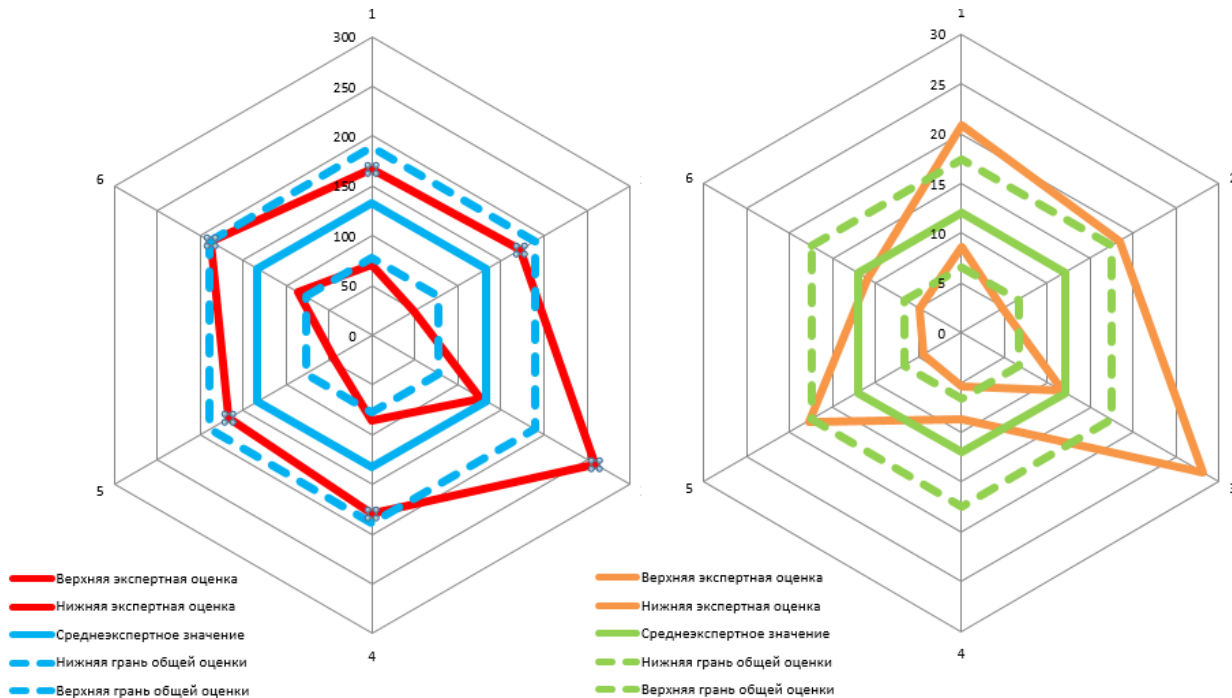 1
300
250
200
150
100
50
0
6
5
4
Верхняя экспертная оценка
Нижняя экспертная оценка
Среднеэкспертное значение
Нижняя грань общей оценки
Верхняя грань общей оценки
1
30
25
20
15
10
5
0
6
2
5
3
4
Верхняя экспертная оценка
Нижняя экспертная оценка
Среднеэкспертное значение
Нижняя грань общей оценки
Верхняя грань общей оценки